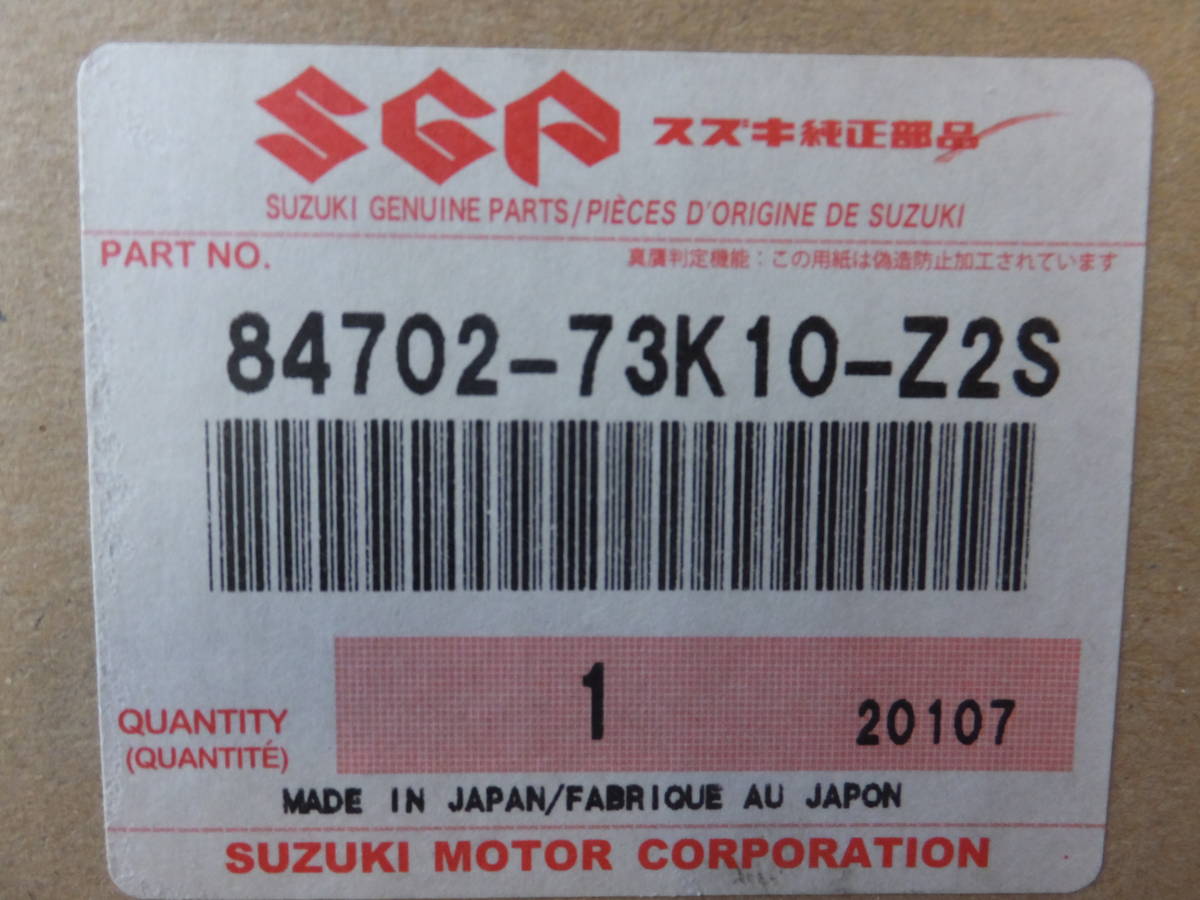 SGP スズキ純正部品
SUZUKI GENUINE PARTS/PIÈCES D'ORIGINE DE SUZUKI
PART NO. 真贋判定機能：この用紙は偽造防止加工されています
84702-73K10-Z2S
1
QUANTITY 20107
(QUANTITÉ)
MADE IN JAPAN/FABRIQUE AU JAPON
SUZUKI MOTOR CORPORATION